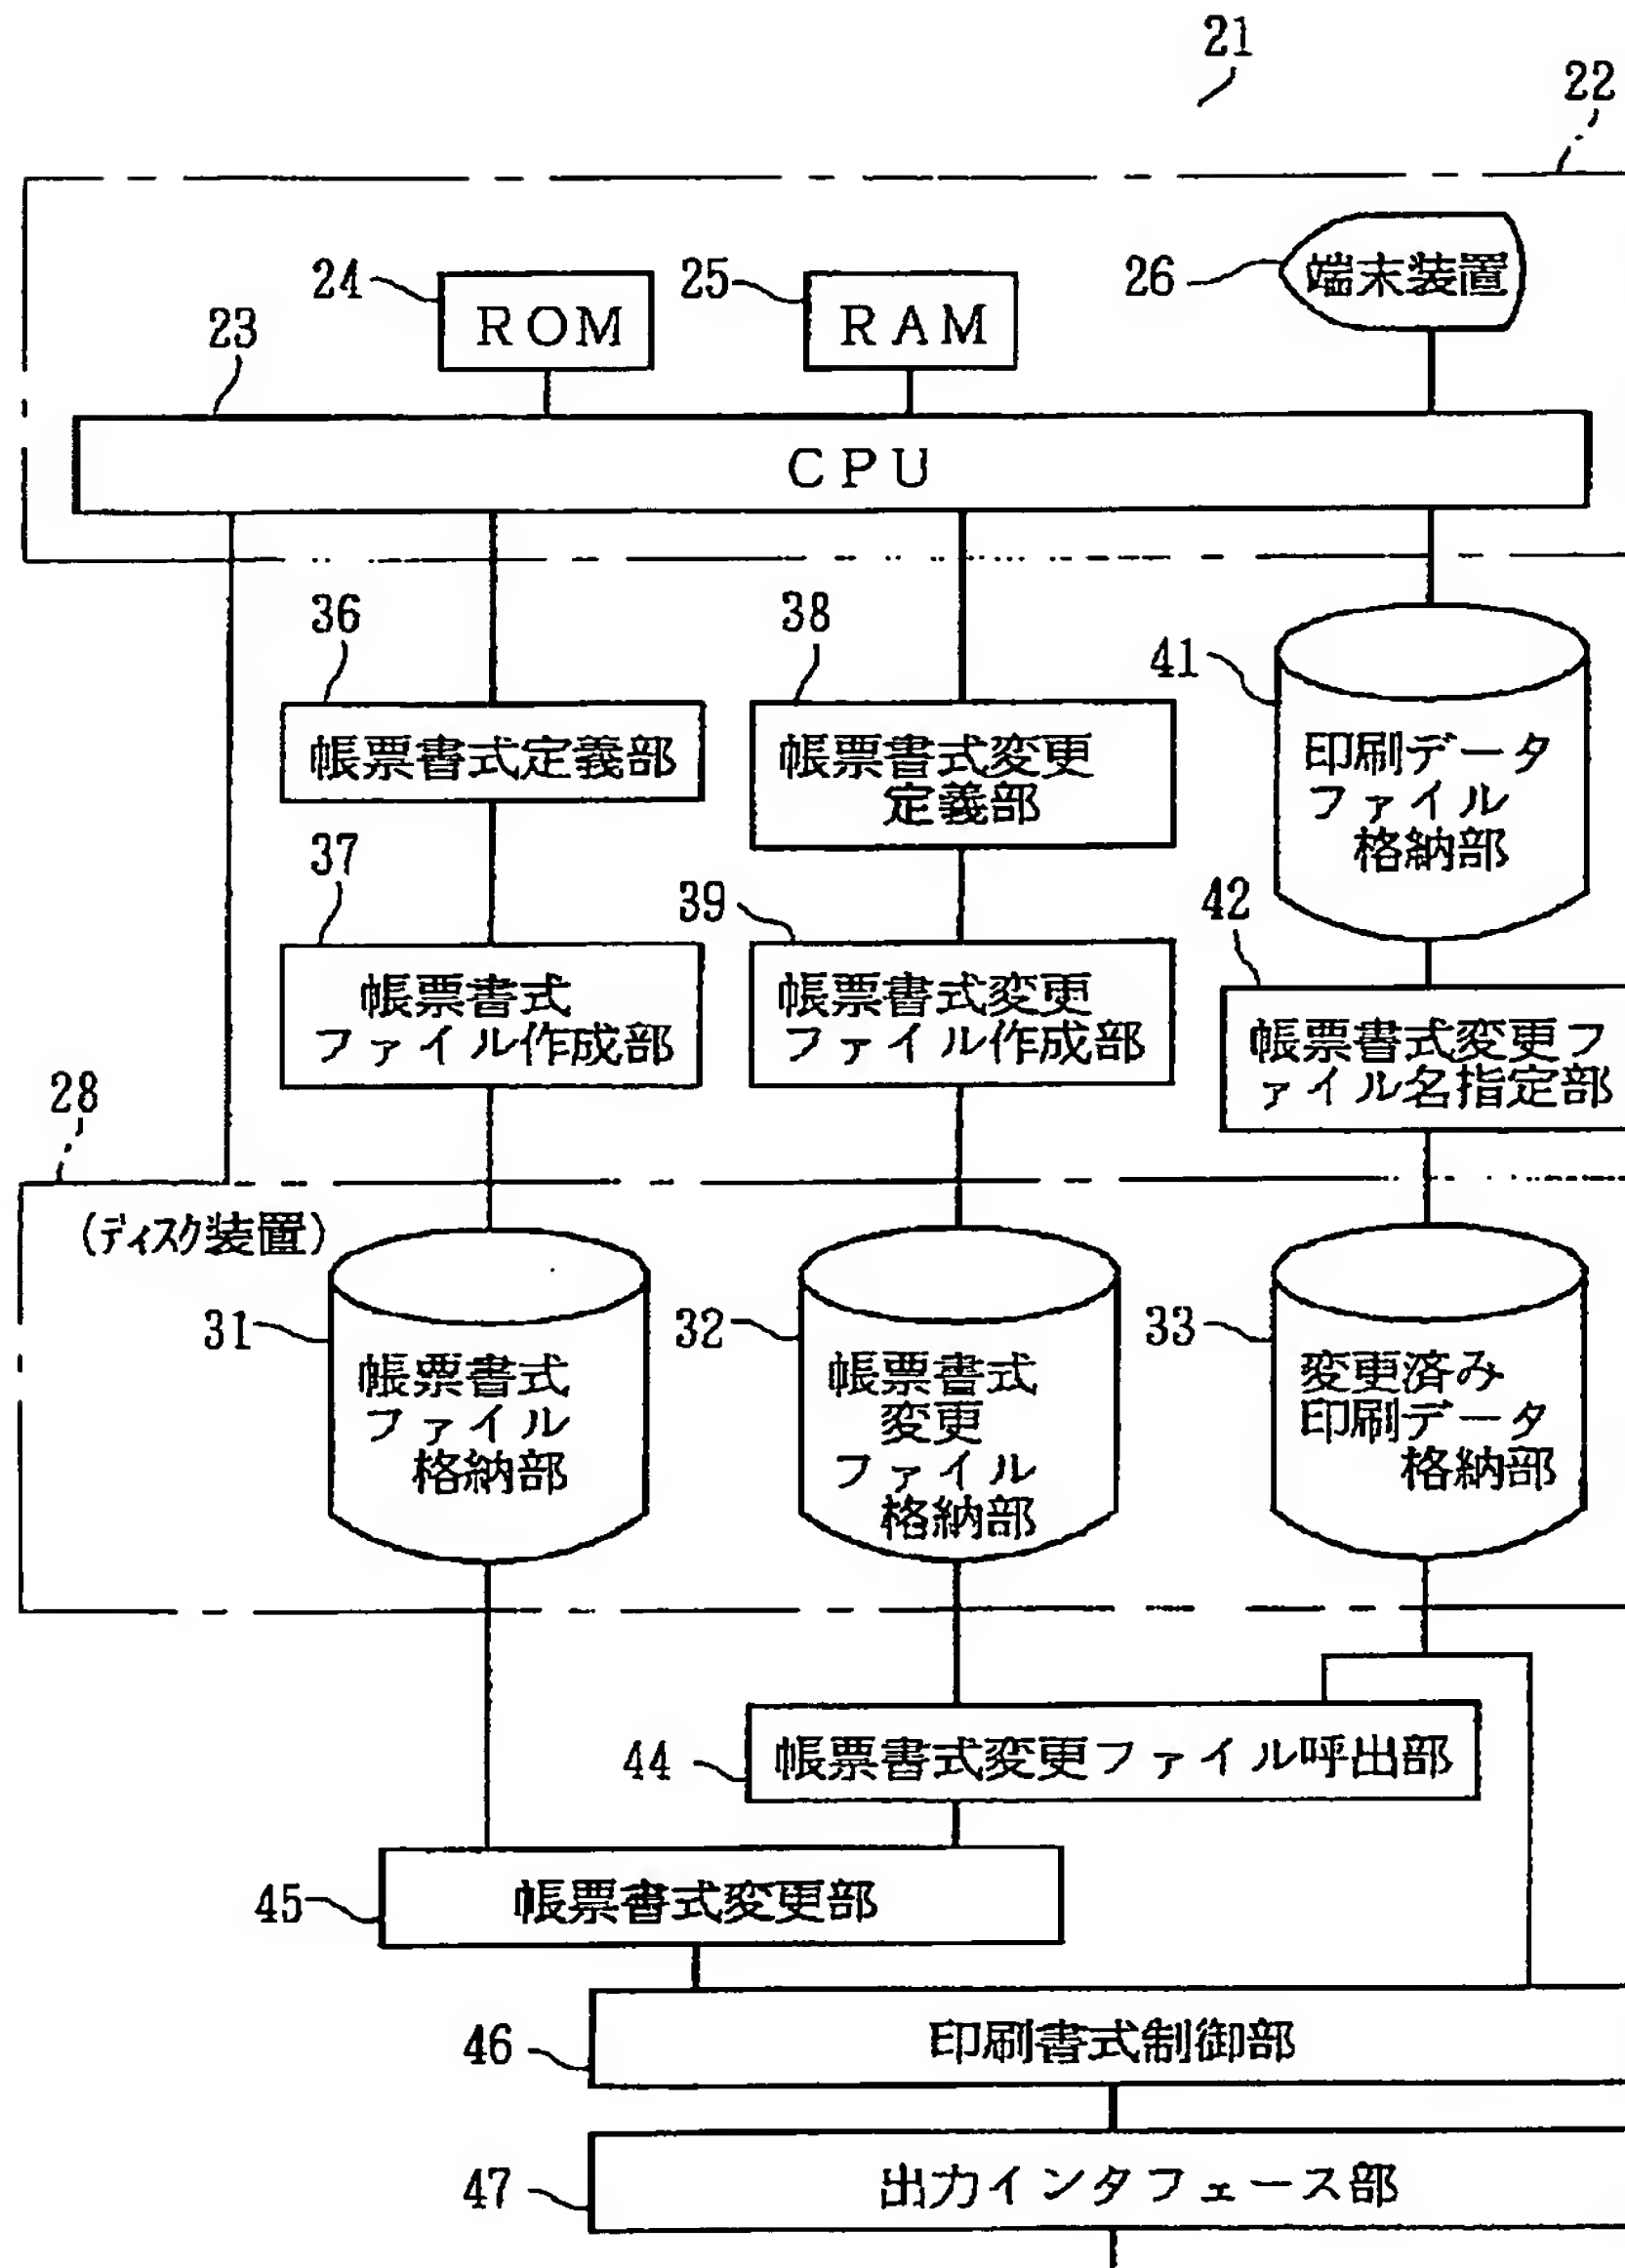 21
22
24
ROM
25
RAM
26
端末装置
23
CPU
36
帳票書式定義部
38
帳票書式変更
定義部
41
印刷データ
ファイル
格納部
37
帳票書式
ファイル作成部
39
帳票書式変更
ファイル作成部
42
帳票書式変更フ
ァイル名指定部
28
(ディスク装置)
31
帳票書式
ファイル
格納部
32
帳票書式
変更
ファイル
格納部
33
変更済み
印刷データ
格納部
44
帳票書式変更ファイル呼出部
45
帳票書式変更部
46
印刷書式制御部
47
出力インタフェース部